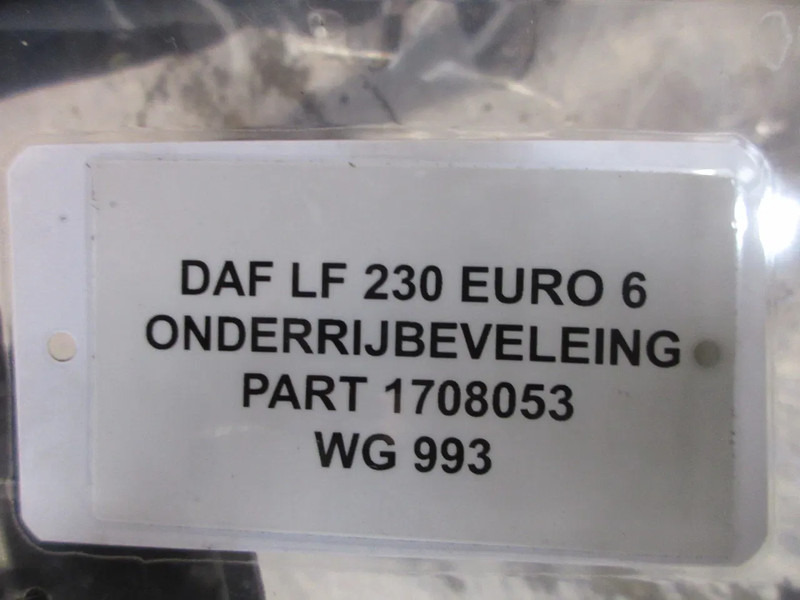 DAF LF 230 EURO 6
ONDERRIJBEVELEING
PART 1708053
WG 993